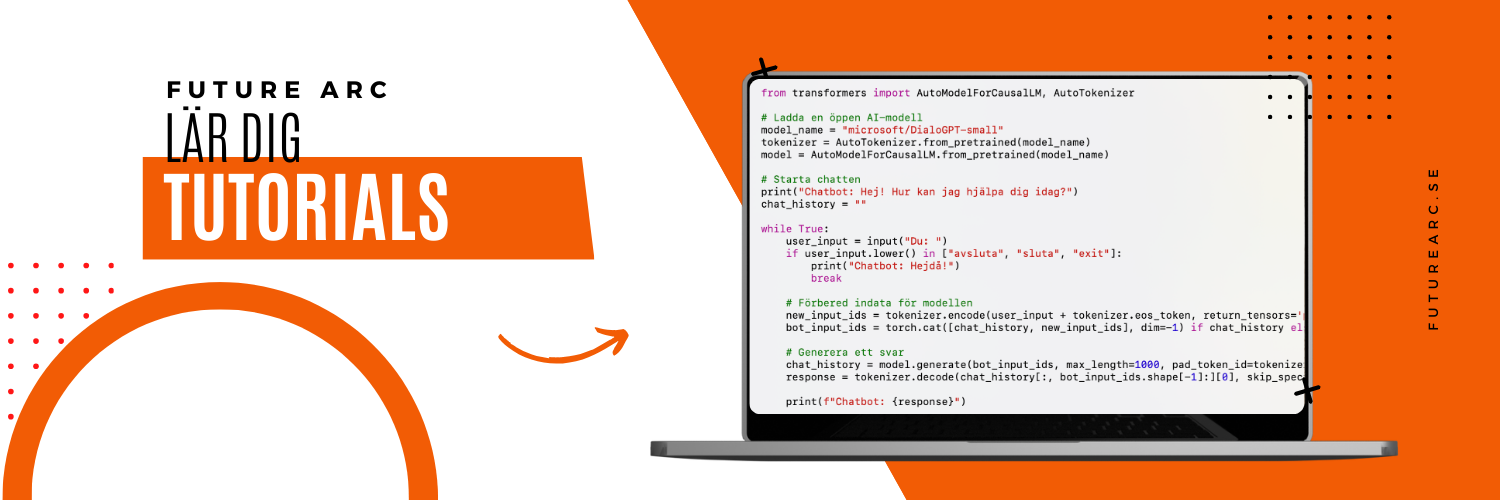 FUTURE ARC
LÄR DIG
TUTORIALS
from transformers import AutoModelForCausalLM, AutoTokenizer
# Ladda en öppen AI-modell
model_name = "microsoft/DialoGPT-small"
tokenizer = AutoTokenizer.from_pretrained(model_name)
model = AutoModelForCausalLM.from_pretrained(model_name)
# Starta chatten
print("Chatbot: Hej! Hur kan jag hjälpa dig idag?")
chat_history = ""
while True:
    user_input = input("Du: ")
    if user_input.lower() in ["avsluta", "sluta", "exit"]:
        print("Chatbot: Hejdå!")
        break
    # Förbered indata för modellen
    new_input_ids = tokenizer.encode(user_input + tokenizer.eos_token, return_tensors='
    bot_input_ids = torch.cat([chat_history, new_input_ids], dim=-1) if chat_history el
    # Generera ett svar
    chat_history = model.generate(bot_input_ids, max_length=1000, pad_token_id=tokenize
    response = tokenizer.decode(chat_history[:, bot_input_ids.shape[-1]:][0], skip_spec
    print(f"Chatbot: {response}")
FUTUREARC.SE